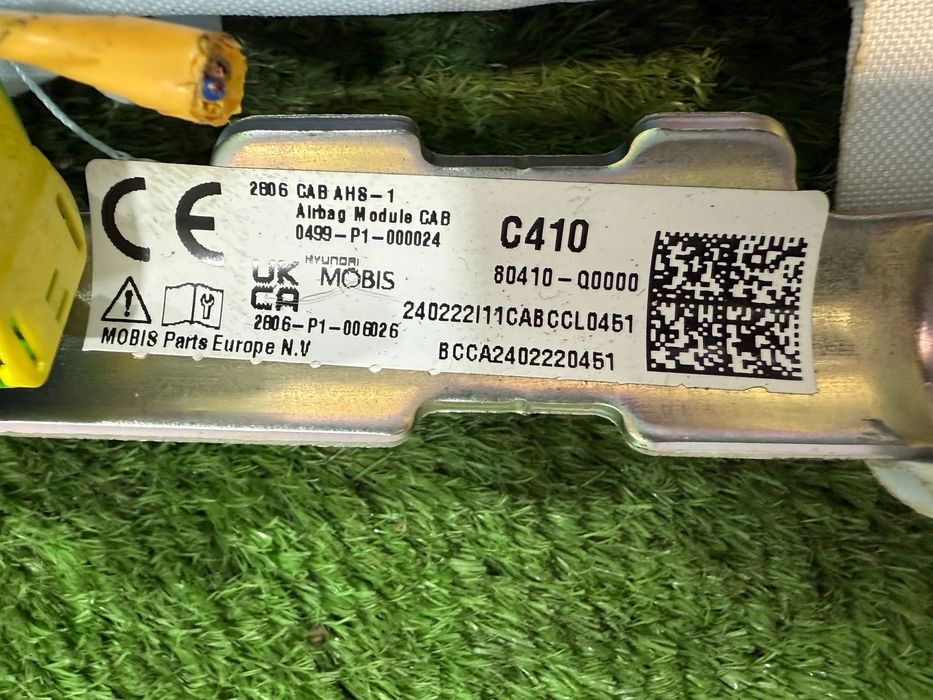 CE
2806 CAB AHS-1
Airbag Module CAB
0499-P1-000024
C410
HYUNDAI
MOBIS
80410-Q0000
UK
CA
240222I11CABCCL0451
2806-P1-006026
MOBIS Parts Europe N.V
BCCA2402220451